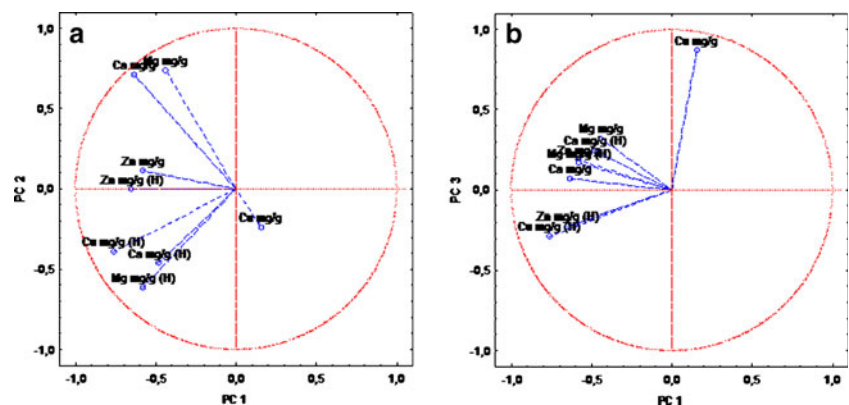 a
1,0
0,5
0,0
-0,5
-1,0
PC 2
Ca mg/g
Mg mg/g
Zn mg/g
Zn mg/g (H)
Cu mg/g
Cu mg/g (H)
Ca mg/g (H)
Mg mg/g (H)
-1,0 -0,5 0,0 0,5 1,0
PC 1
b
1,0
0,5
0,0
-0,5
-1,0
PC 3
Cu mg/g
Mg mg/g
Ca mg/g (H)
Mg mg/g (H)
Ca mg/g
Zn mg/g (H)
Cu mg/g (H)
-1,0 -0,5 0,0 0,5 1,0
PC 1